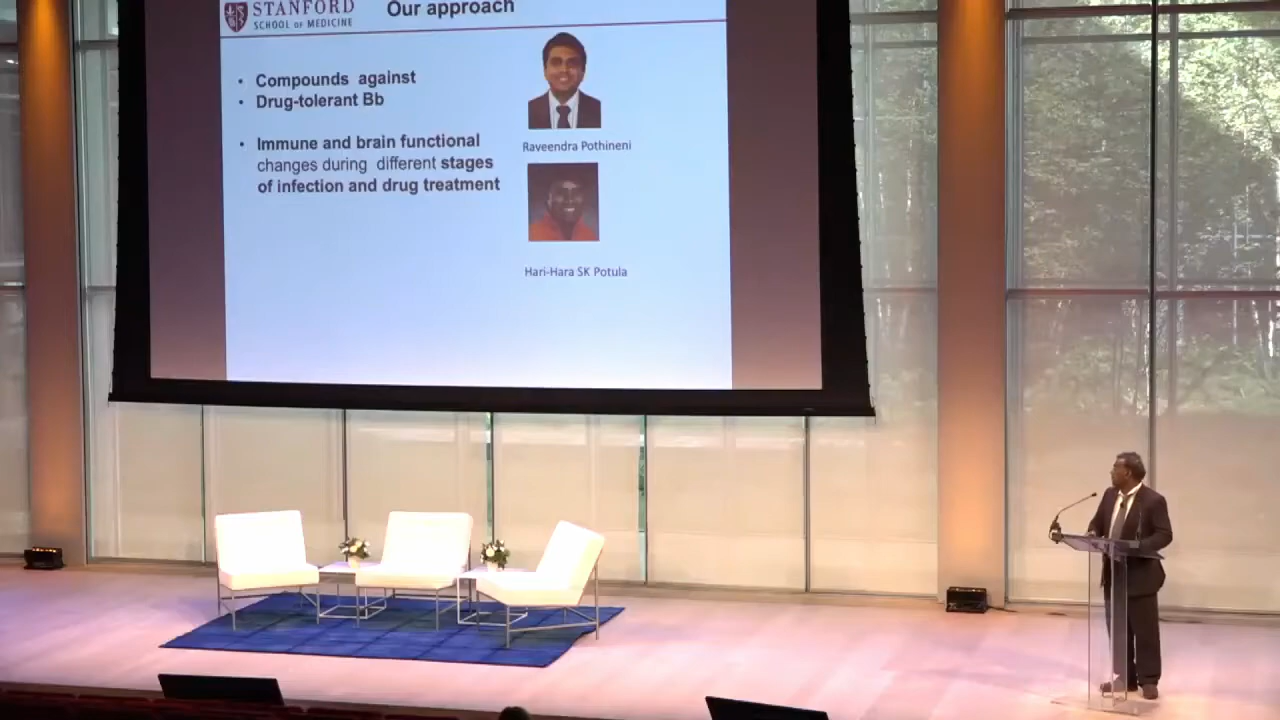 STANFORD
SCHOOL OF MEDICINE
Our approach
• Compounds against
• Drug-tolerant Bb
• Immune and brain functional
changes during different stages
of infection and drug treatment
Raveendra Pothineni
Hari-Hara SK Potula